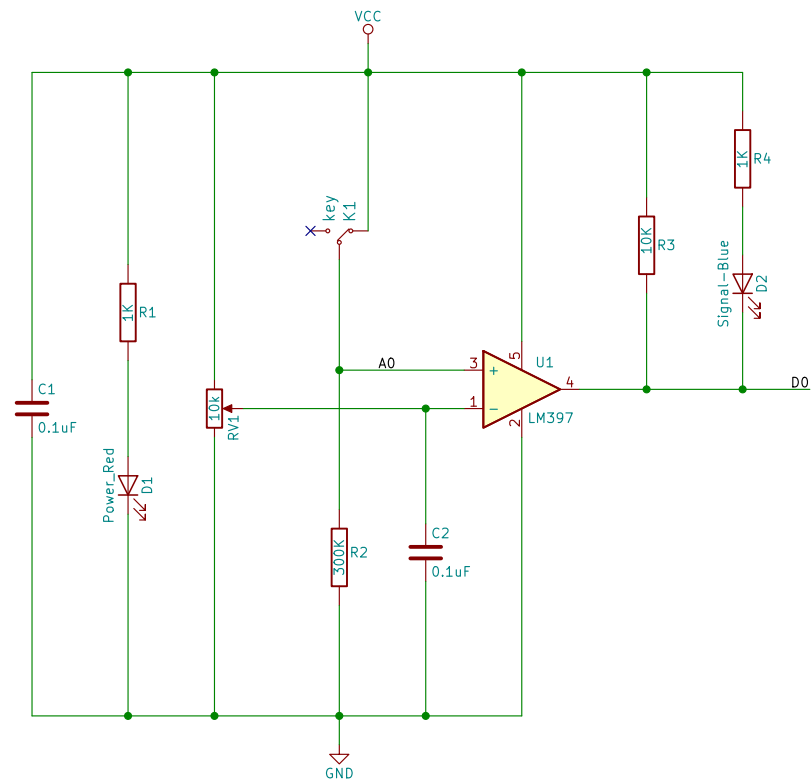 VCC
key
K1
1K
R4
10K
R3
Signal-Blue
D2
1K
R1
A0
3
+
5
U1
4
D0
C1
0.1uF
10k
RV1
1
−
2
LM397
Power_Red
D1
300K
R2
C2
0.1uF
GND